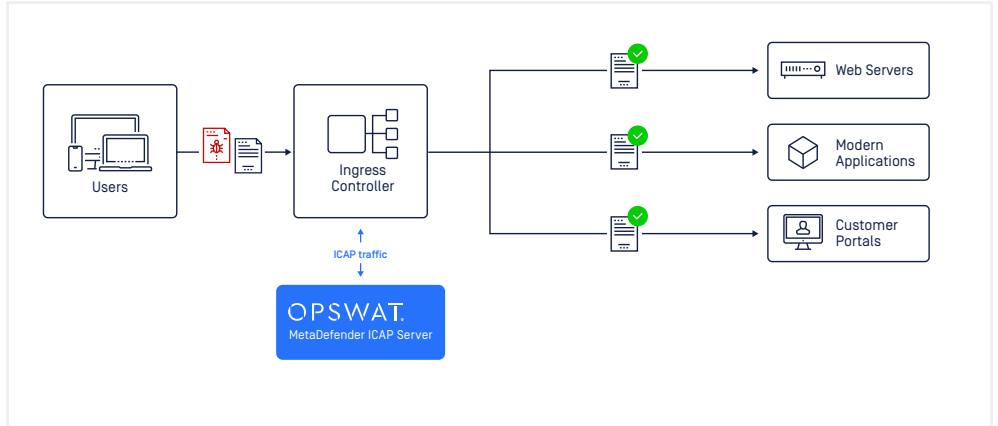 Users
Ingress
Controller
ICAP traffic
OPSWAT.
MetaDefender ICAP Server
Web Servers
Modern
Applications
Customer
Portals